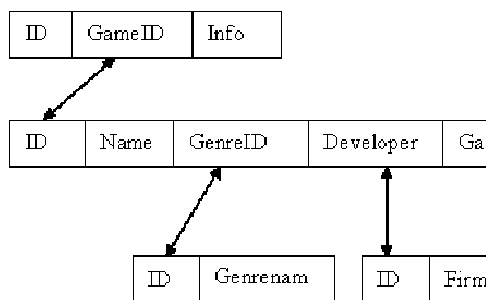 ID GameID Info
ID Name GenreID Developer Ga
ID Genrenam ID Firm